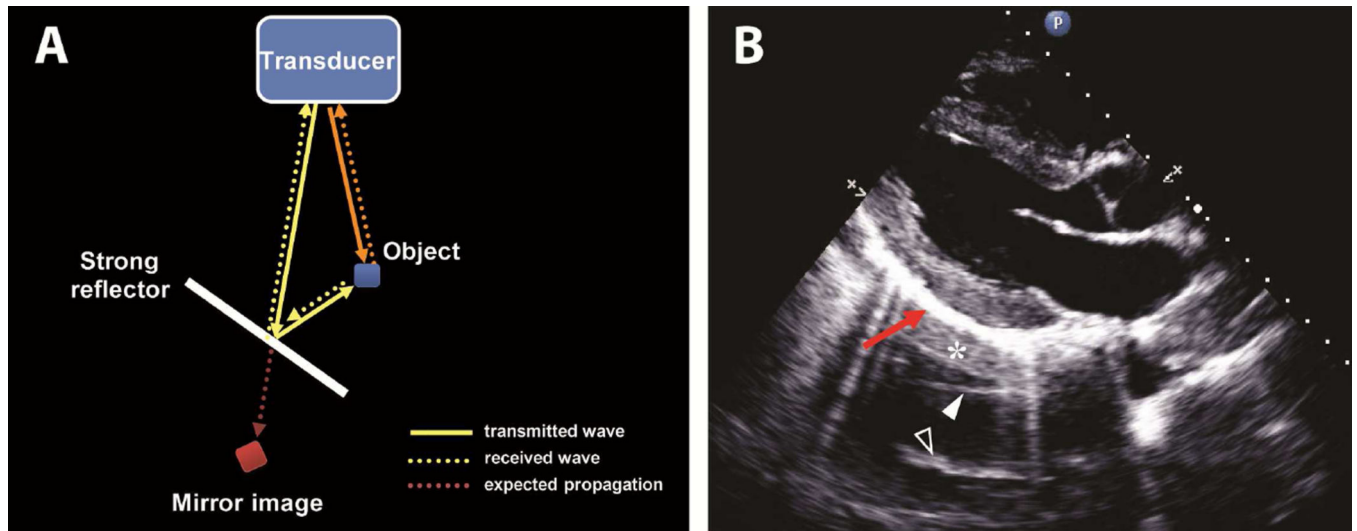 A
Transducer
Object
Strong
reflector
transmitted wave
received wave
expected propagation
Mirror image
B
P
x
x
*